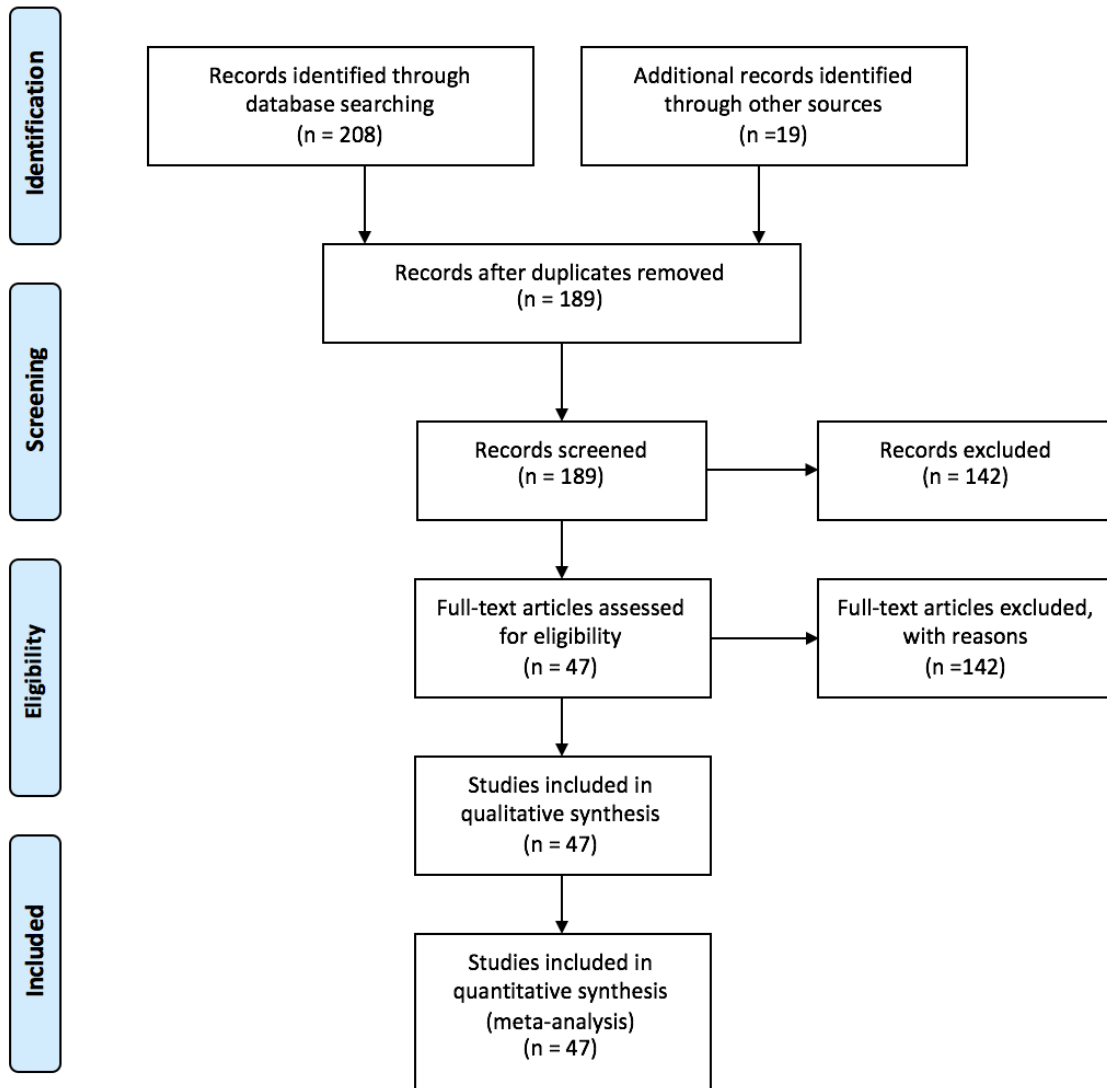 Identification
Records identified through
database searching
(n = 208)
Additional records identified
through other sources
(n =19)
Records after duplicates removed
(n = 189)
Screening
Records screened
(n = 189)
Records excluded
(n = 142)
Eligibility
Full-text articles assessed
for eligibility
(n = 47)
Full-text articles excluded,
with reasons
(n =142)
Studies included in
qualitative synthesis
(n = 47)
Included
Studies included in
quantitative synthesis
(meta-analysis)
(n = 47)